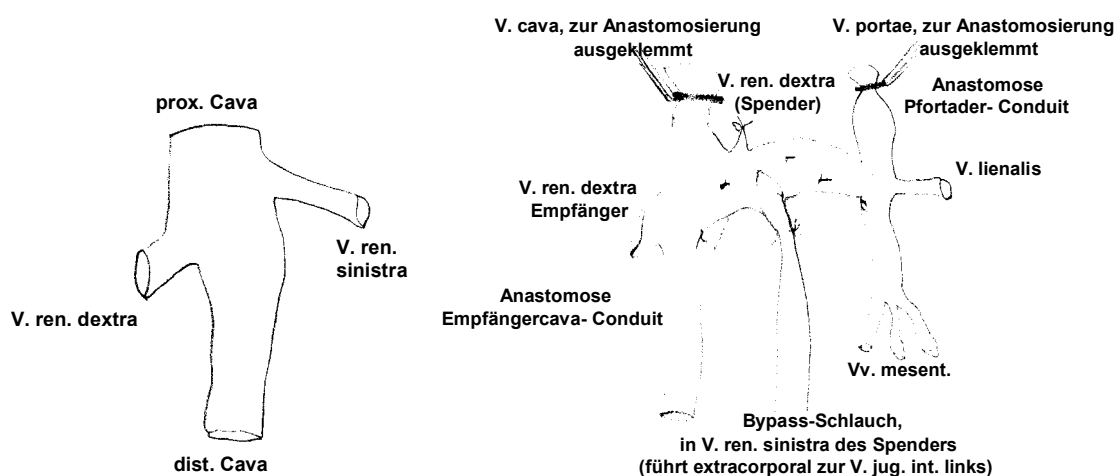 prox. Cava
V. ren.
sinistra
V. ren. dextra
dist. Cava
V. cava, zur Anastomosierung
ausgeklemmt
V. portae, zur Anastomosierung
ausgeklemmt
V. ren. dextra
(Spender)
Anastomose
Pfortader- Conduit
V. lienalis
V. ren. dextra
Empfänger
Anastomose
Empfängercava- Conduit
Vv. mesent.
Bypass-Schlauch,
in V. ren. sinistra des Spenders
(führt extracorporal zur V. jug. int. links)